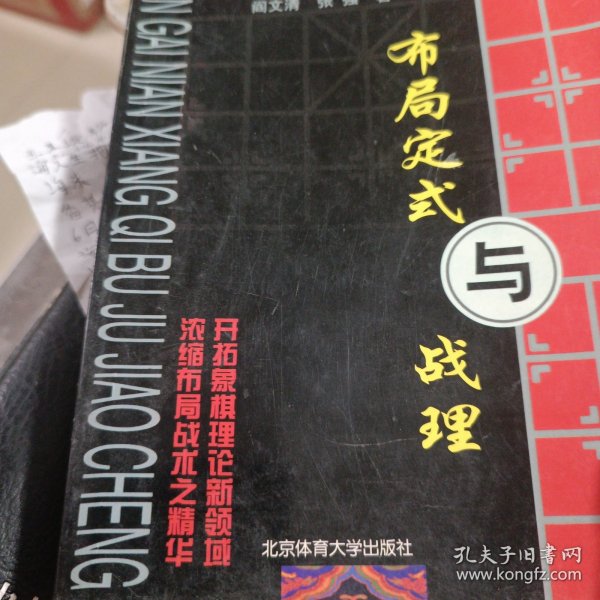 阎文清 张强
布局定式
与
战理
开拓象棋理论新领域
浓缩布局战术之精华
N GAI NIAN XIANG QI BU JU JIAO CHENG
北京体育大学出版社
孔夫子旧书网
www.kongfz.com